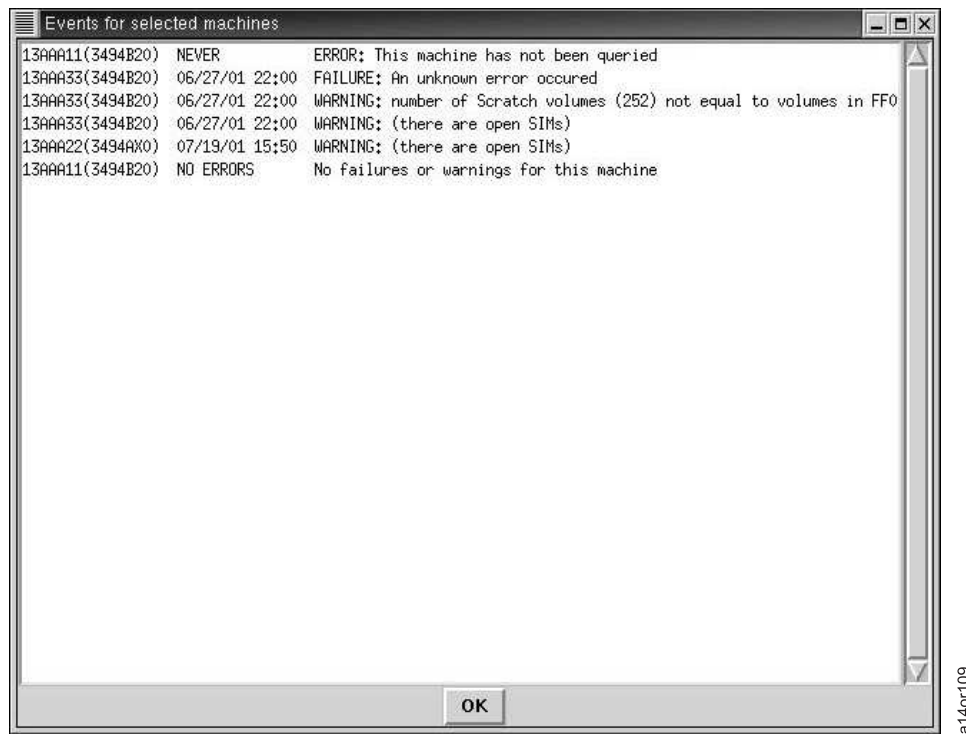 Events for selected machines
13AAA11(3494B20) NEVER ERROR: This machine has not been queried
13AAA33(3494B20) 06/27/01 22:00 FAILURE: An unknown error occured
13AAA33(3494B20) 06/27/01 22:00 WARNING: number of Scratch volumes (252) not equal to volumes in FF0
13AAA33(3494B20) 06/27/01 22:00 WARNING: (there are open SIMs)
13AAA22(3494AX0) 07/19/01 15:50 WARNING: (there are open SIMs)
13AAA11(3494B20) NO ERRORS No failures or warnings for this machine
OK
a14or109